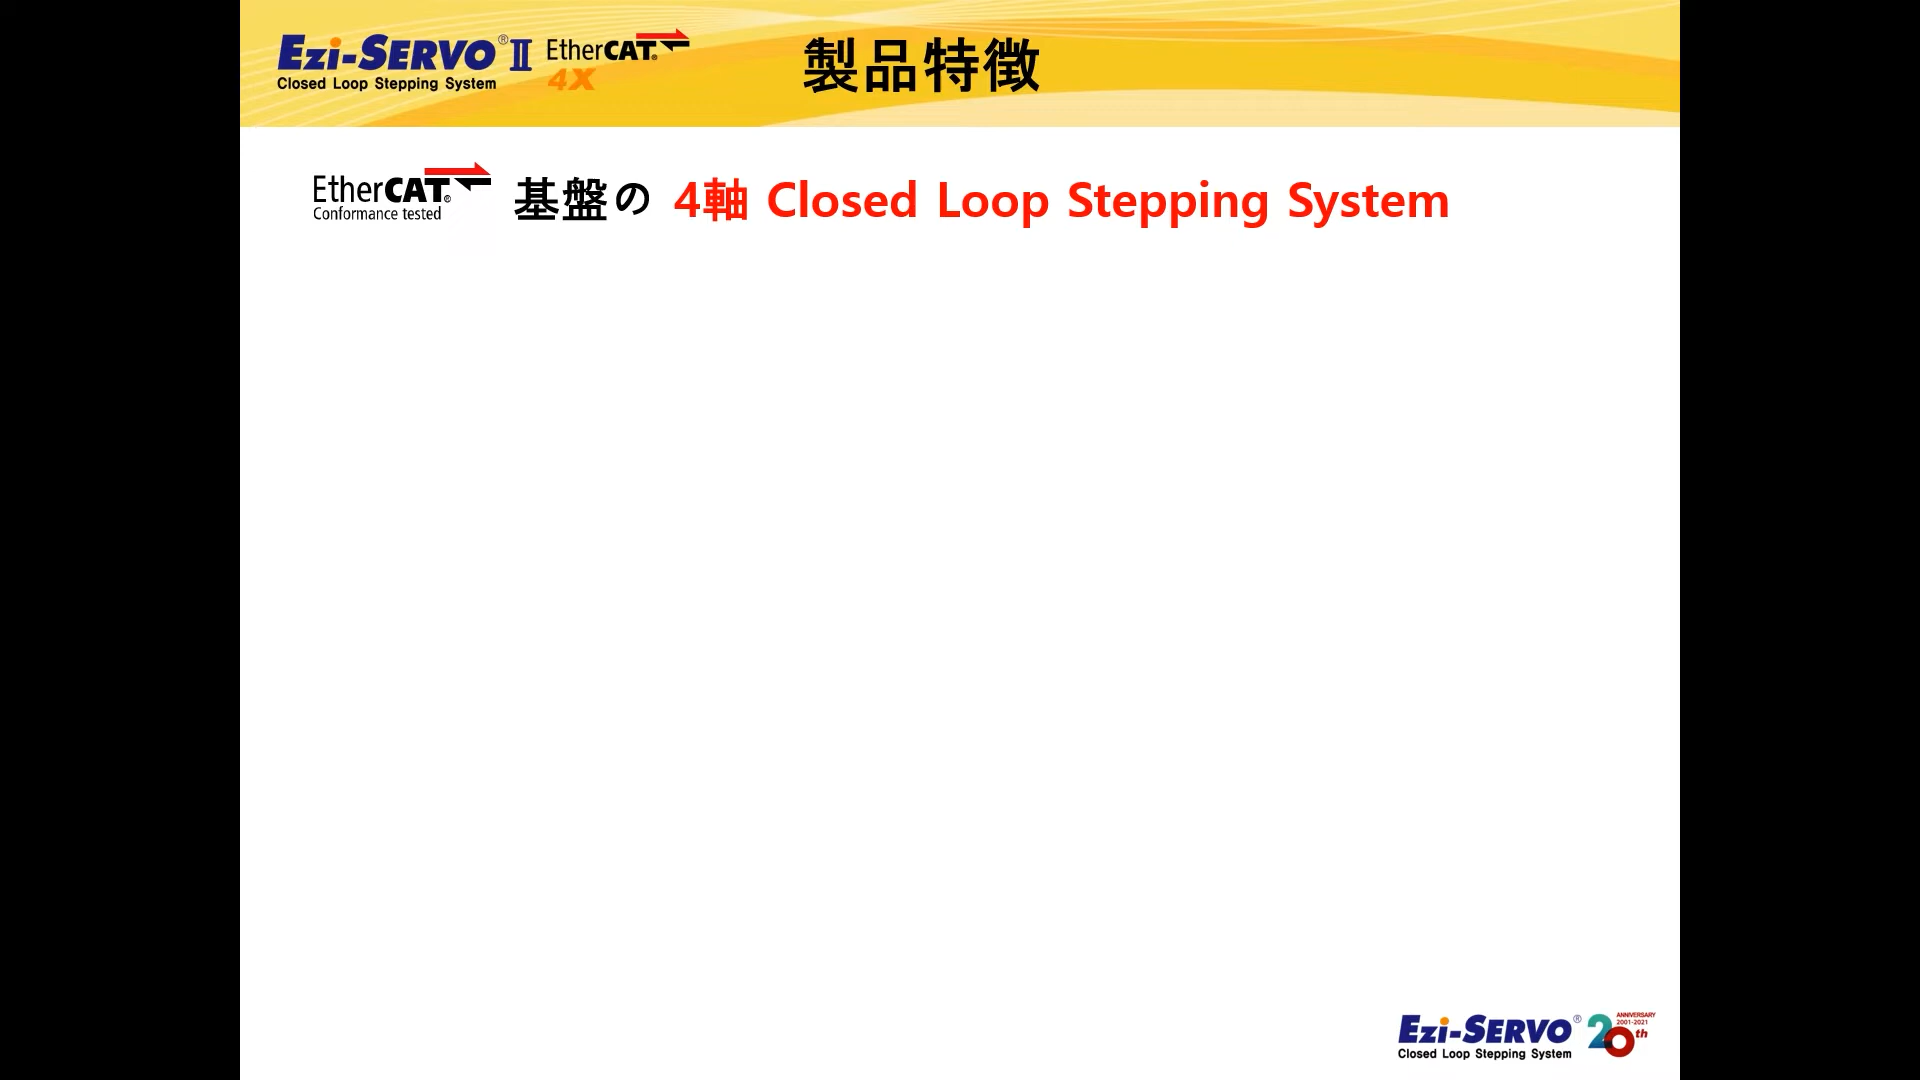 Ezi-SERVO® II EtherCAT® 製品特徴
Closed Loop Stepping System 4X
EtherCAT® 基盤の 4軸 Closed Loop Stepping System
Conformance tested
Ezi-SERVO® 20th ANNIVERSARY 2001-2021
Closed Loop Stepping System